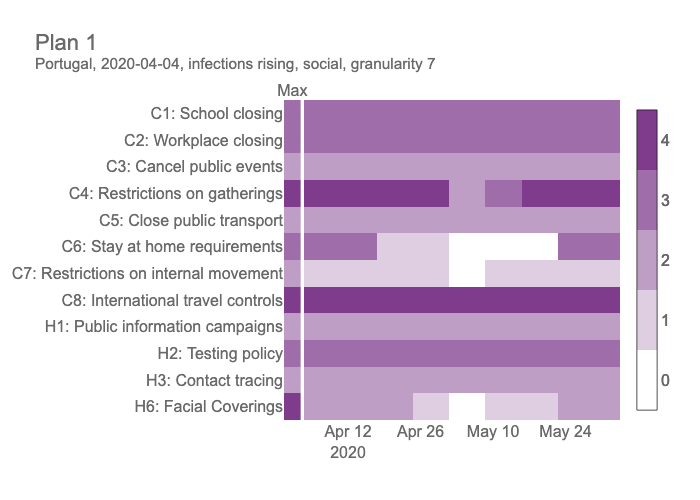 Plan 1
Portugal, 2020-04-04, infections rising, social, granularity 7
Max
C1: School closing
C2: Workplace closing
C3: Cancel public events
C4: Restrictions on gatherings
C5: Close public transport
C6: Stay at home requirements
C7: Restrictions on internal movement
C8: International travel controls
H1: Public information campaigns
H2: Testing policy
H3: Contact tracing
H6: Facial Coverings
4
3
2
1
0
Apr 12 Apr 26 May 10 May 24
2020